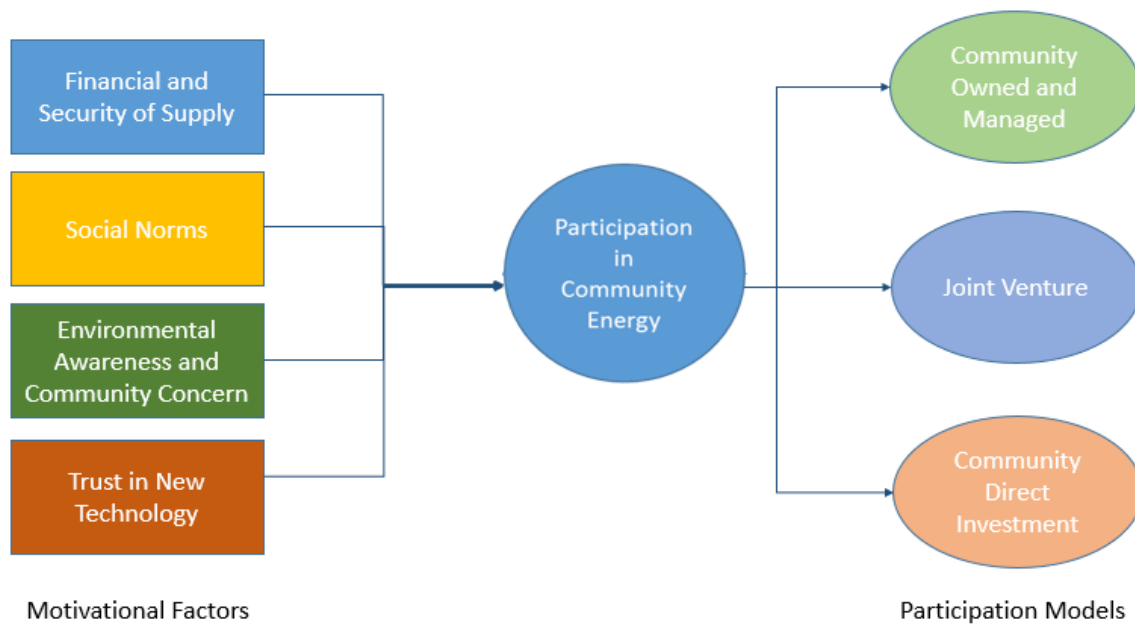 Financial and
Security of Supply
Social Norms
Environmental
Awareness and
Community Concern
Trust in New
Technology
Motivational Factors
Participation
in
Community
Energy
Community
Owned and
Managed
Joint Venture
Community
Direct
Investment
Participation Models